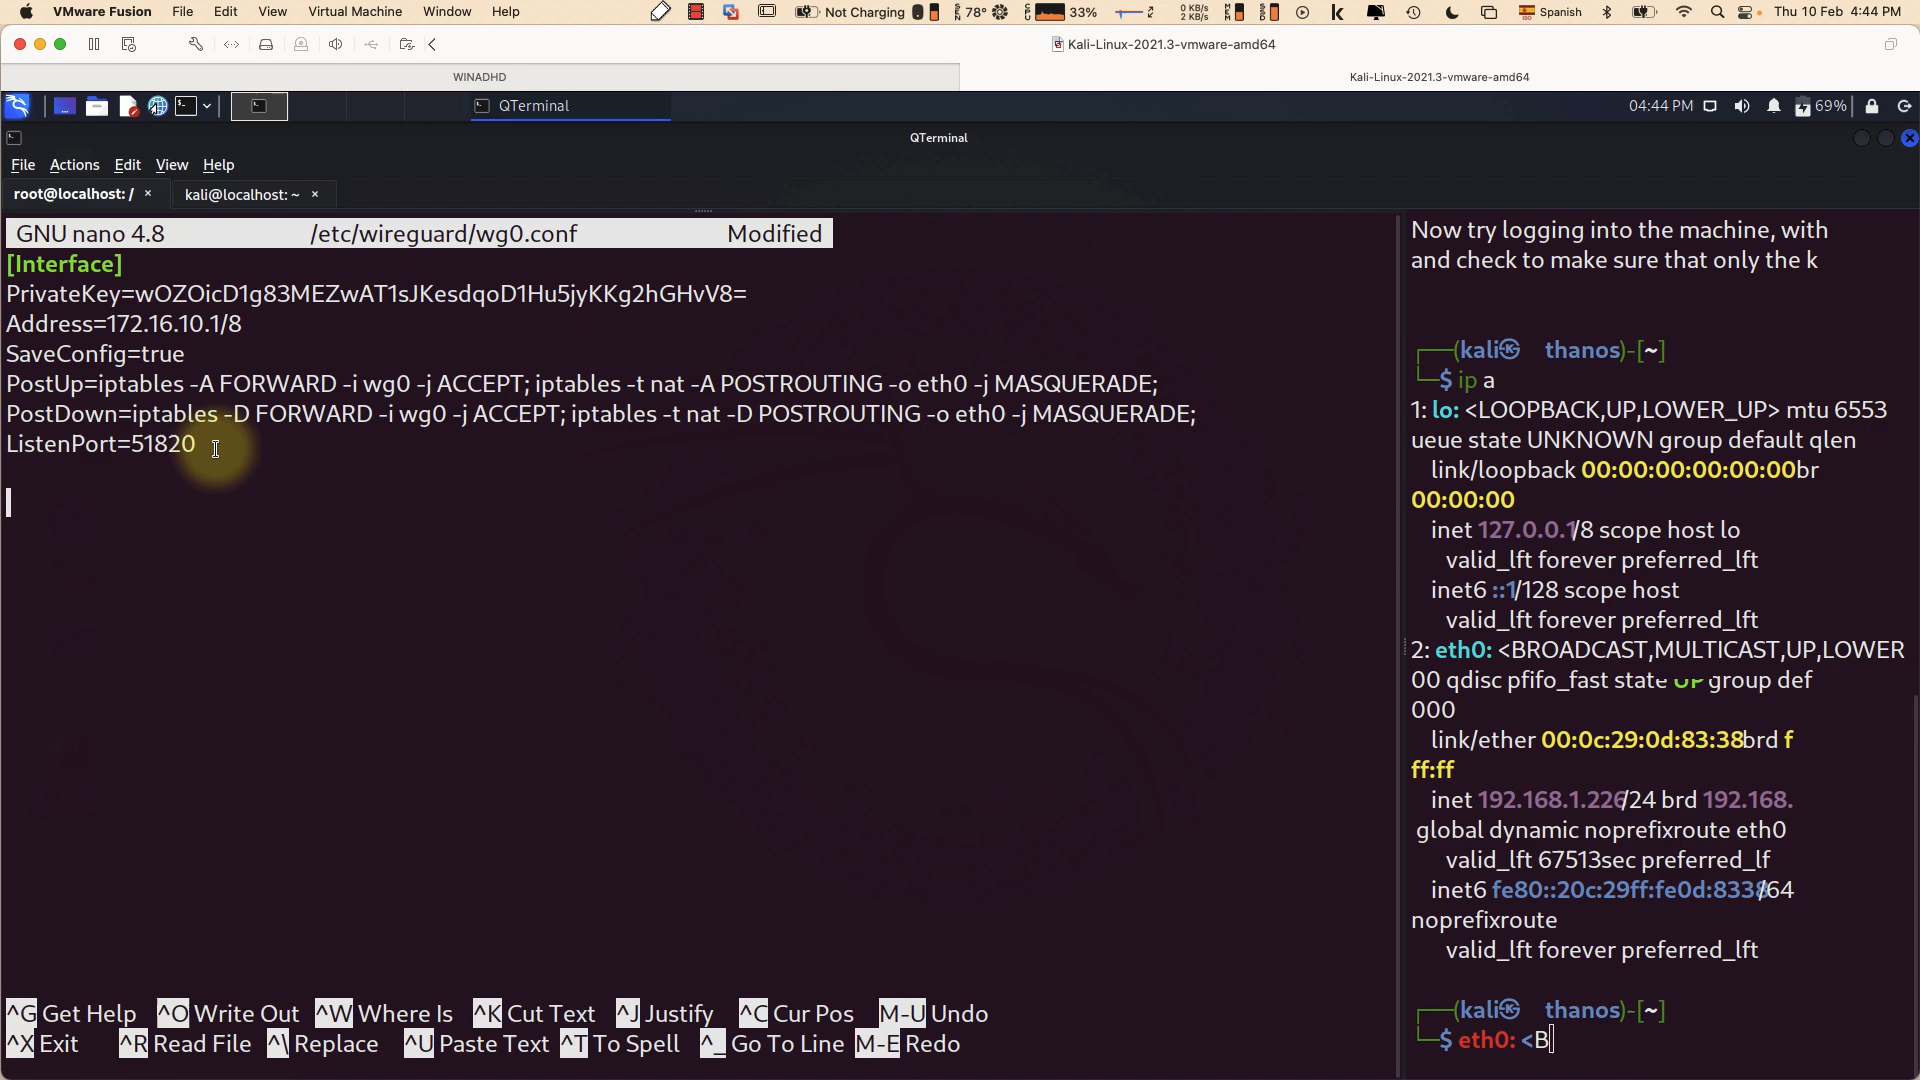 VMware Fusion File Edit View Virtual Machine Window Help Not Charging 78° 33% 0 KB/s 2 KB/s Spanish Thu 10 Feb 4:44 PM
Kali-Linux-2021.3-vmware-amd64
WINADHD Kali-Linux-2021.3-vmware-amd64
QTerminal 04:44 PM 69%
QTerminal
File Actions Edit View Help
root@localhost: / × kali@localhost: ~ ×
GNU nano 4.8 /etc/wireguard/wg0.conf Modified
[Interface]
PrivateKey=wOZOicD1g83MEZwAT1sJKesdqoD1Hu5jyKKg2hGHvV8=
Address=172.16.10.1/8
SaveConfig=true
PostUp=iptables -A FORWARD -i wg0 -j ACCEPT; iptables -t nat -A POSTROUTING -o eth0 -j MASQUERADE;
PostDown=iptables -D FORWARD -i wg0 -j ACCEPT; iptables -t nat -D POSTROUTING -o eth0 -j MASQUERADE;
ListenPort=51820
^G Get Help ^O Write Out ^W Where Is ^K Cut Text ^J Justify ^C Cur Pos M-U Undo
^X Exit ^R Read File ^\ Replace ^U Paste Text ^T To Spell ^_ Go To Line M-E Redo
Now try logging into the machine, with
and check to make sure that only the k
┌──(kali㉿ thanos)-[~]
└─$ ip a
1: lo: <LOOPBACK,UP,LOWER_UP> mtu 6553
ueue state UNKNOWN group default qlen
link/loopback 00:00:00:00:00:00 br
00:00:00
inet 127.0.0.1/8 scope host lo
valid_lft forever preferred_lft
inet6 ::1/128 scope host
valid_lft forever preferred_lft
2: eth0: <BROADCAST,MULTICAST,UP,LOWER
00 qdisc pfifo_fast state UP group def
000
link/ether 00:0c:29:0d:83:38 brd f
ff:ff
inet 192.168.1.226/24 brd 192.168.
global dynamic noprefixroute eth0
valid_lft 67513sec preferred_lf
inet6 fe80::20c:29ff:fe0d:8338/64
noprefixroute
valid_lft forever preferred_lft
┌──(kali㉿ thanos)-[~]
└─$ eth0: <B